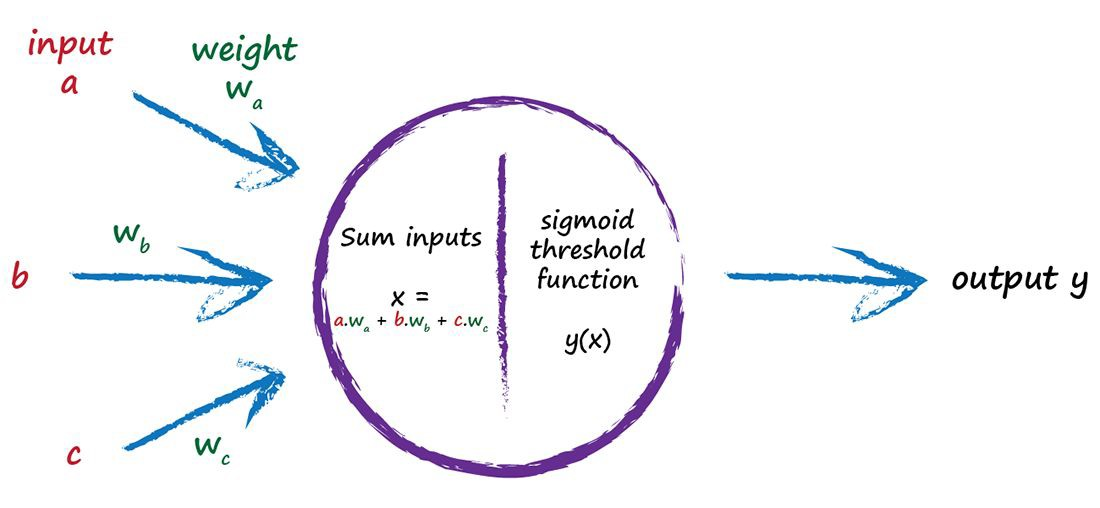 input
a
weight
wa
b
wb
c
wc
Sum inputs
x =
a.wa + b.wb + c.wc
sigmoid
threshold
function
y(x)
output y